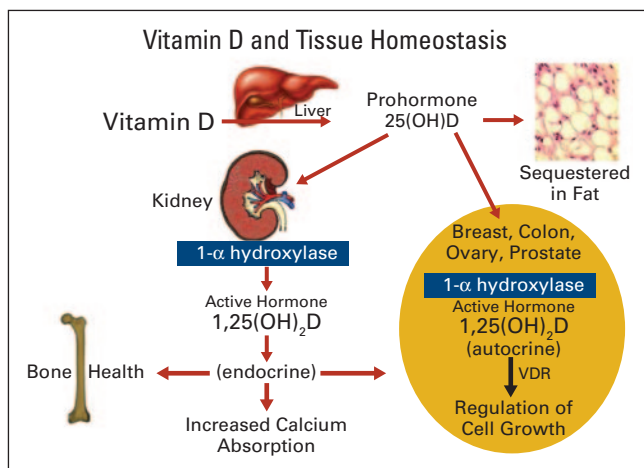 Vitamin D and Tissue Homeostasis
Liver
Vitamin D
Prohormone
25(OH)D
Sequestered
in Fat
Kidney
1-α hydroxylase
Active Hormone
1,25(OH)₂D
(endocrine)
Bone Health
Increased Calcium
Absorption
Breast, Colon,
Ovary, Prostate
1-α hydroxylase
Active Hormone
1,25(OH)₂D
(autocrine)
VDR
Regulation of
Cell Growth